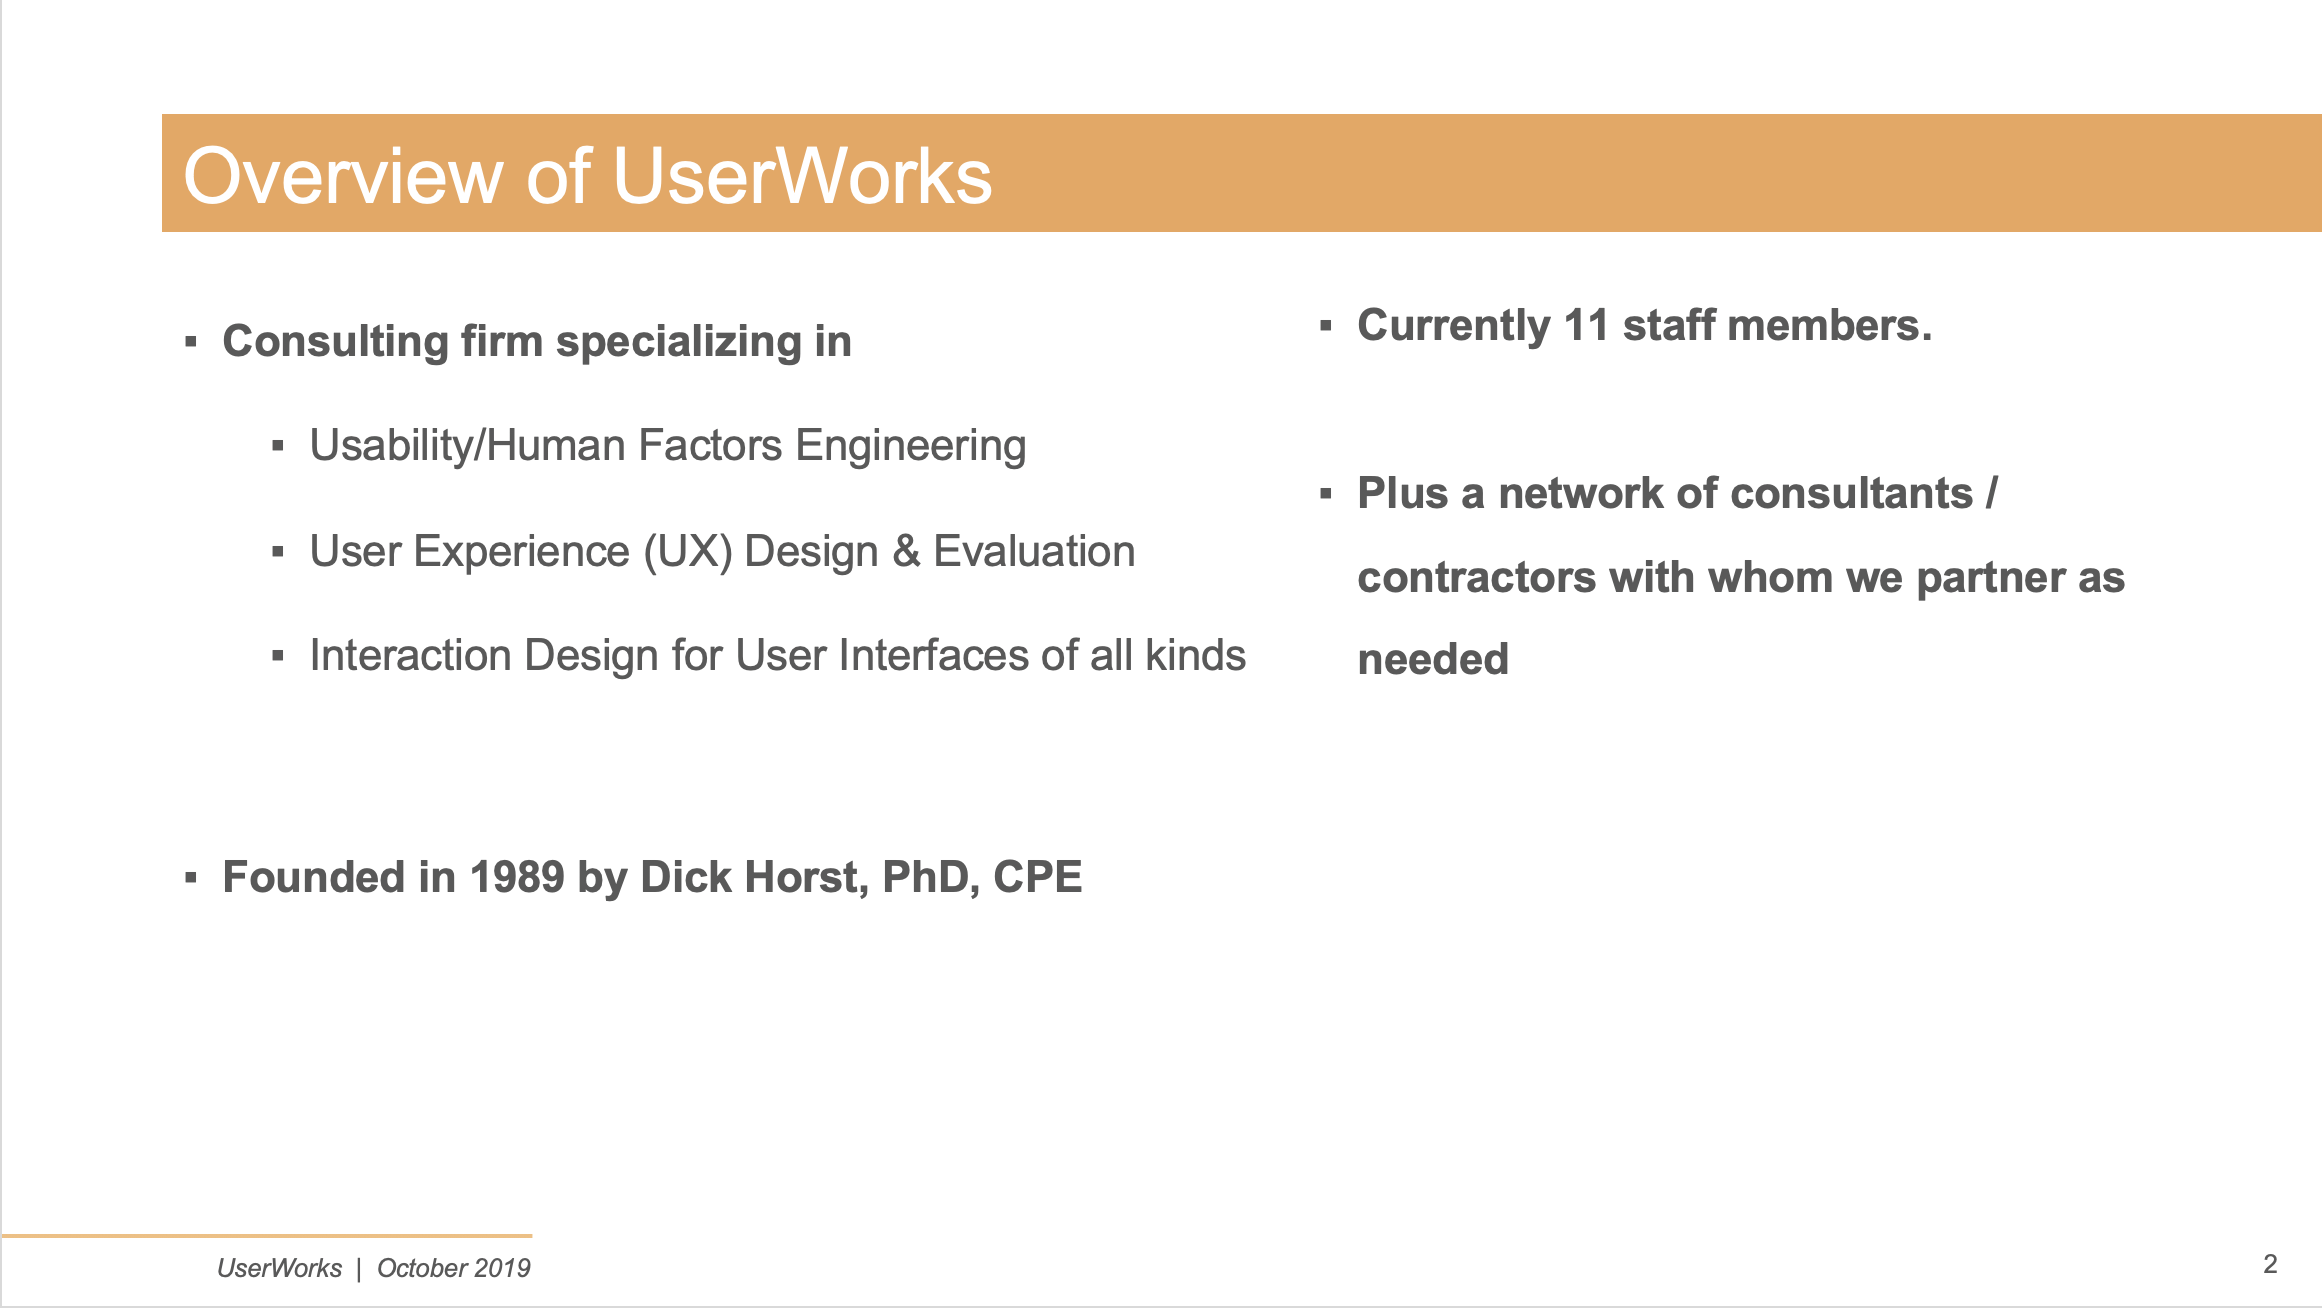 Overview of UserWorks
▪ Consulting firm specializing in
▪ Usability/Human Factors Engineering
▪ User Experience (UX) Design & Evaluation
▪ Interaction Design for User Interfaces of all kinds
▪ Founded in 1989 by Dick Horst, PhD, CPE
▪ Currently 11 staff members.
▪ Plus a network of consultants /
contractors with whom we partner as
needed
UserWorks | October 2019
2